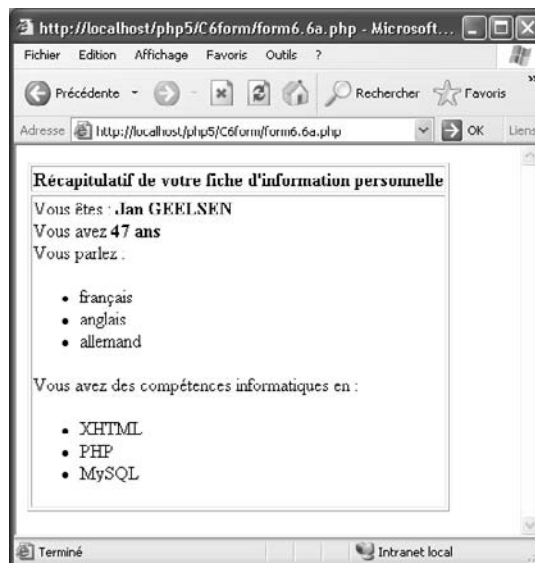 http://localhost/php5/C6form/form6.6a.php - Microsoft...
Fichier Edition Affichage Favoris Outils ?
Précédente Rechercher Favoris »
Adresse http://localhost/php5/C6form/form6.6a.php OK Liens
Récapitulatif de votre fiche d'information personnelle
Vous êtes : Jan GEELSEN
Vous avez 47 ans
Vous parlez :
• français
• anglais
• allemand
Vous avez des compétences informatiques en :
• XHTML
• PHP
• MySQL
Terminé Intranet local